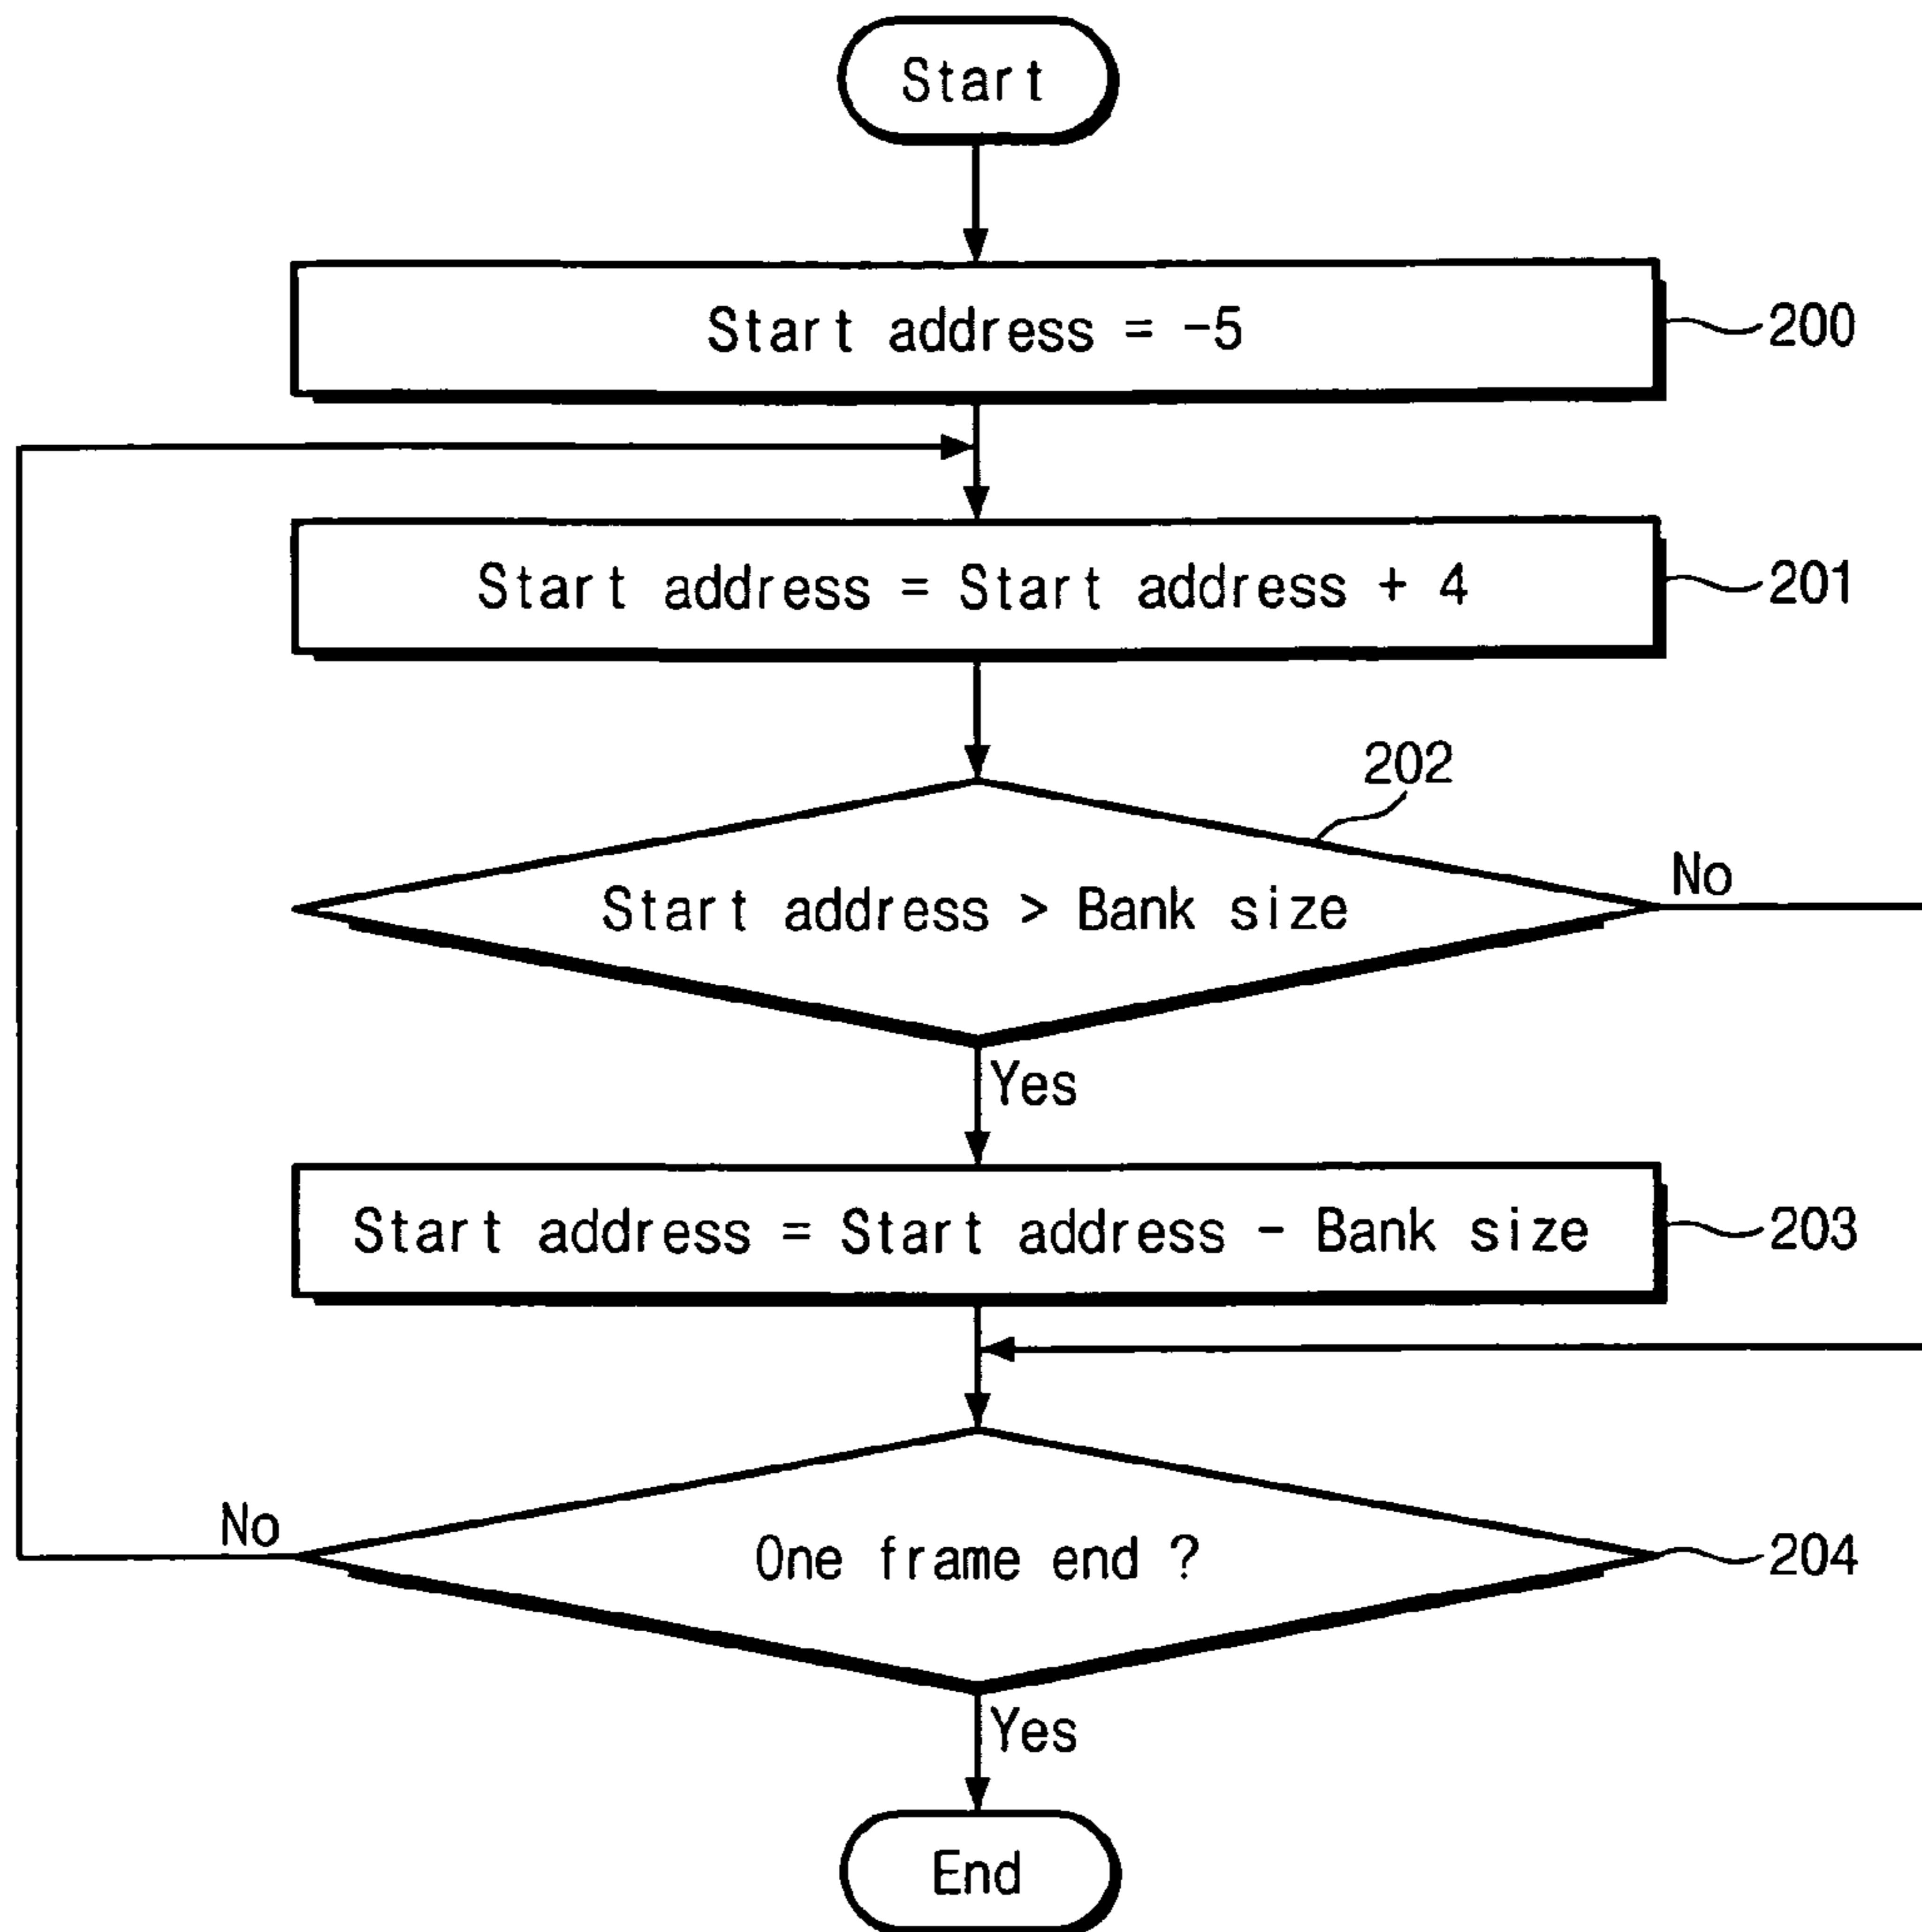 Start
Start address = -5
200
Start address = Start address + 4
201
202
Start address > Bank size
No
Yes
Start address = Start address - Bank size
203
No
One frame end ?
204
Yes
End